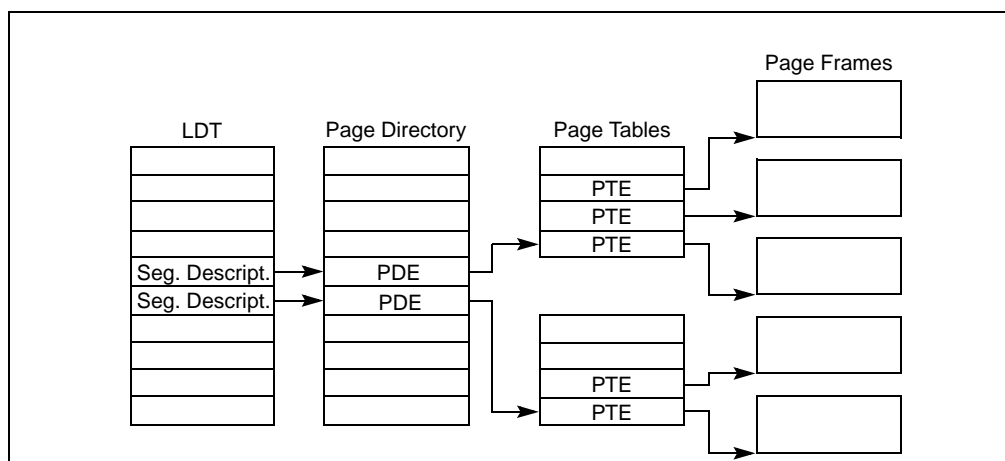 Page Frames
LDT
Page Directory
Page Tables
PTE
PTE
PTE
Seg. Descript.
PDE
Seg. Descript.
PDE
PTE
PTE